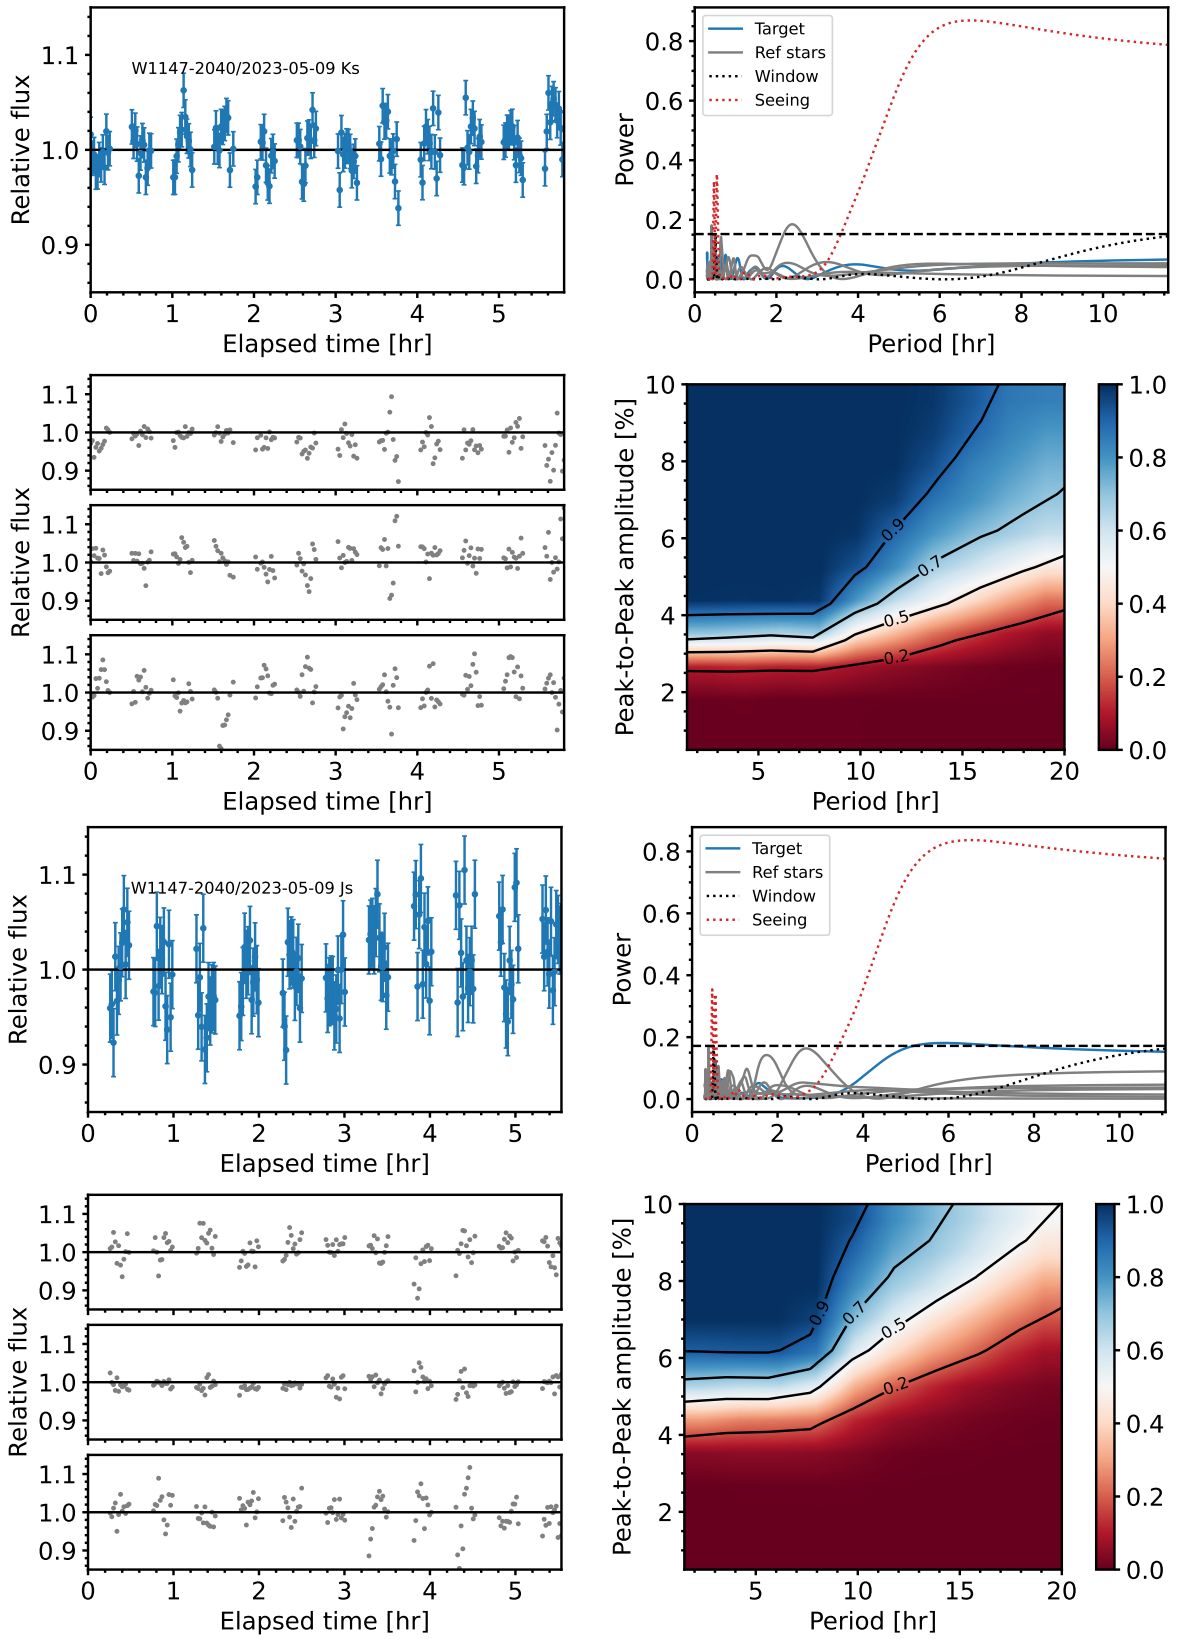 W1147-2040/2023-05-09 Ks
Relative flux
1.1
1.0
0.9
0 1 2 3 4 5
Elapsed time [hr]
Target
Ref stars
Window
Seeing
Power
0.8
0.6
0.4
0.2
0.0
0 2 4 6 8 10
Period [hr]
Relative flux
1.1
1.0
0.9
1.1
1.0
0.9
1.1
1.0
0.9
0 1 2 3 4 5
Elapsed time [hr]
Peak-to-Peak amplitude [%]
10
8
6
4
2
0.9
0.7
0.5
0.2
5 10 15 20
Period [hr]
1.0
0.8
0.6
0.4
0.2
0.0
W1147-2040/2023-05-09 Js
Relative flux
1.1
1.0
0.9
0 1 2 3 4 5
Elapsed time [hr]
Target
Ref stars
Window
Seeing
Power
0.8
0.6
0.4
0.2
0.0
0 2 4 6 8 10
Period [hr]
Relative flux
1.1
1.0
0.9
1.1
1.0
0.9
1.1
1.0
0.9
0 1 2 3 4 5
Elapsed time [hr]
Peak-to-Peak amplitude [%]
10
8
6
4
2
0.9
0.7
0.5
0.2
5 10 15 20
Period [hr]
1.0
0.8
0.6
0.4
0.2
0.0